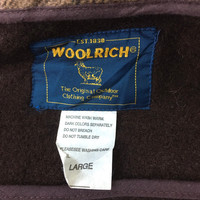 EST. 1830
WOOLRICH
The Original Outdoor
Clothing Company
MACHINE WASH WARM
DARK COLORS SEPARATELY
DO NOT BLEACH
DO NOT TUMBLE DRY
LARGE